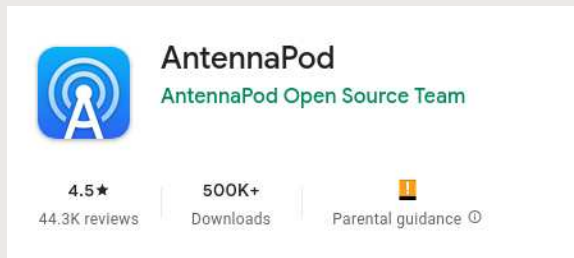 AntennaPod
AntennaPod Open Source Team
4.5★ 500K+ !
44.3K reviews Downloads Parental guidance ⓘ